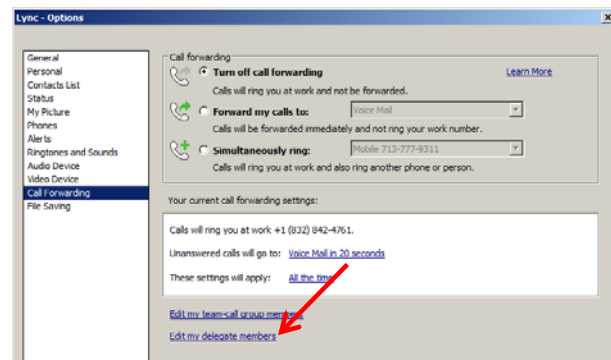 Lync - Options
General
Personal
Contacts List
Status
My Picture
Phones
Alerts
Ringtones and Sounds
Audio Device
Video Device
Call Forwarding
File Saving
Call forwarding
Turn off call forwarding
Learn More
Calls will ring you at work and not be forwarded.
Forward my calls to:
Voice Mail
Calls will be forwarded immediately and not ring your work number.
Simultaneously ring:
Mobile 713-777-9311
Calls will ring you at work and also ring another phone or person.
Your current call forwarding settings:
Calls will ring you at work +1 (832) 842-4761.
Unanswered calls will go to: Voice Mail in 20 seconds
These settings will apply: All the time
Edit my team-call group members
Edit my delegate members